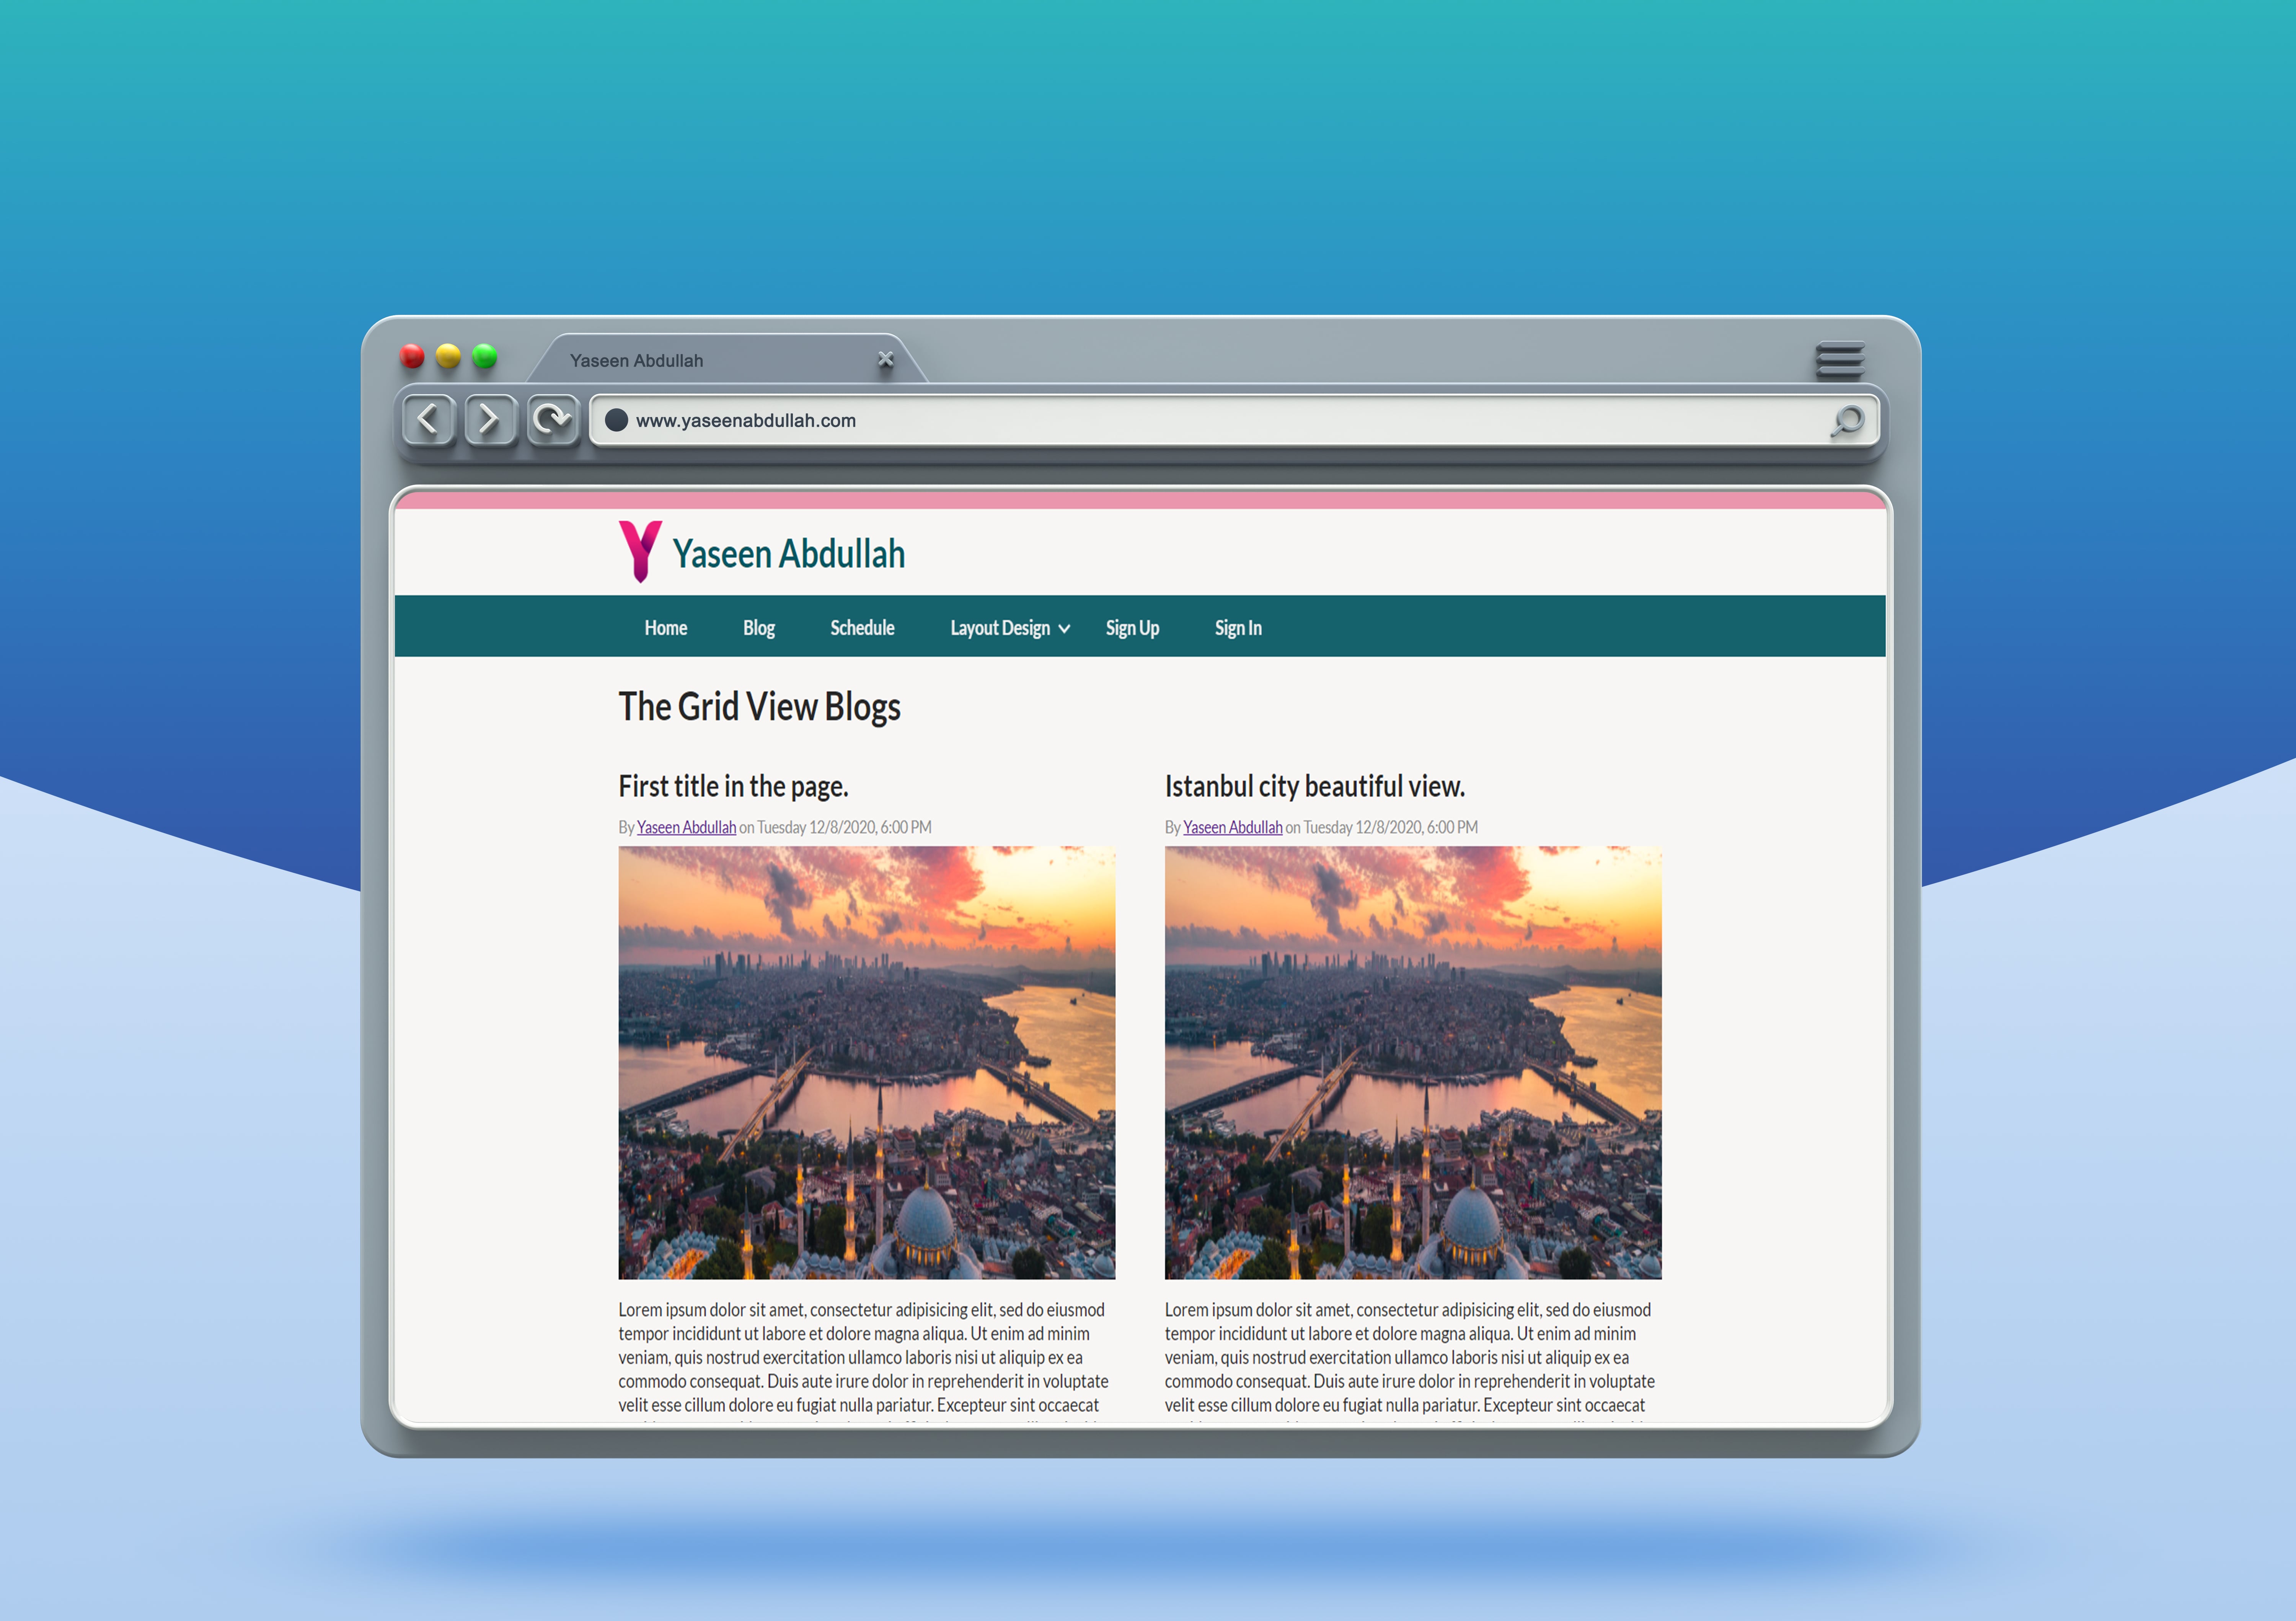 Yaseen Abdullah
www.yaseenabdullah.com
Yaseen Abdullah
Home Blog Schedule Layout Design Sign Up Sign In
The Grid View Blogs
First title in the page.
By Yaseen Abdullah on Tuesday 12/8/2020, 6:00 PM
Lorem ipsum dolor sit amet, consectetur adipisicing elit, sed do eiusmod
tempor incididunt ut labore et dolore magna aliqua. Ut enim ad minim
veniam, quis nostrud exercitation ullamco laboris nisi ut aliquip ex ea
commodo consequat. Duis aute irure dolor in reprehenderit in voluptate
velit esse cillum dolore eu fugiat nulla pariatur. Excepteur sint occaecat
Istanbul city beautiful view.
By Yaseen Abdullah on Tuesday 12/8/2020, 6:00 PM
Lorem ipsum dolor sit amet, consectetur adipisicing elit, sed do eiusmod
tempor incididunt ut labore et dolore magna aliqua. Ut enim ad minim
veniam, quis nostrud exercitation ullamco laboris nisi ut aliquip ex ea
commodo consequat. Duis aute irure dolor in reprehenderit in voluptate
velit esse cillum dolore eu fugiat nulla pariatur. Excepteur sint occaecat